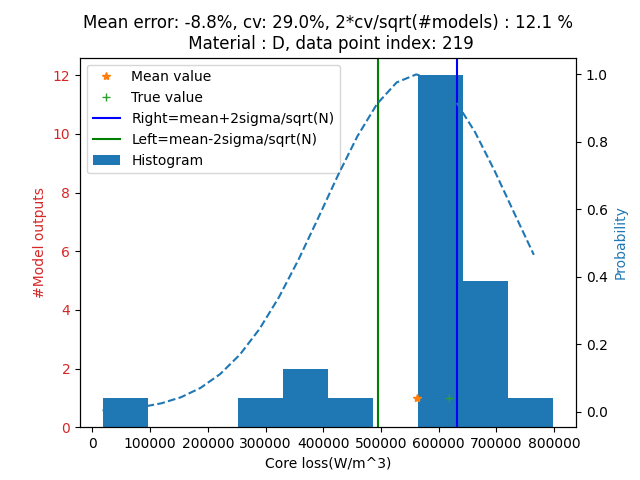 Mean error: -8.8%, cv: 29.0%, 2*cv/sqrt(#models) : 12.1 %
Material : D, data point index: 219
Mean value
True value
Right=mean+2sigma/sqrt(N)
Left=mean-2sigma/sqrt(N)
Histogram
12
10
8
6
4
2
0
#Model outputs
1.0
0.8
0.6
0.4
0.2
0.0
Probability
0 100000 200000 300000 400000 500000 600000 700000 800000
Core loss(W/m^3)